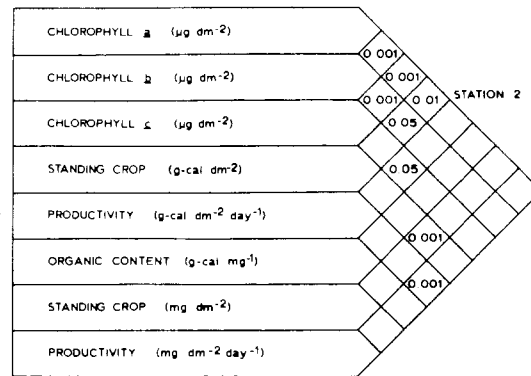 CHLOROPHYLL a (µg dm-2)
0 001
CHLOROPHYLL b (µg dm-2)
0 001
STATION 2
0 001
0 01
CHLOROPHYLL c (µg dm-2)
0 05
STANDING CROP (g-cal dm-2)
0 05
PRODUCTIVITY (g-cal dm-2 day-1)
0 001
ORGANIC CONTENT (g-cal mg-1)
0 001
STANDING CROP (mg dm-2)
PRODUCTIVITY (mg dm-2 day-1)